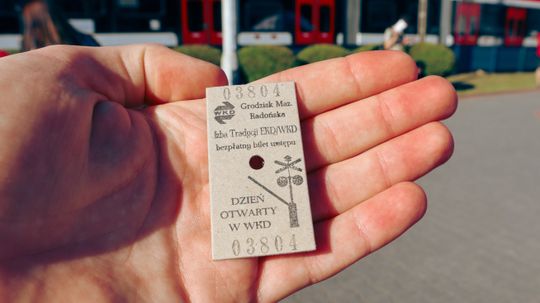 03804
WKD
Grodzisk Maz.
Radońska
Izba Tradycji EKD/WKD
bezpłatny bilet wstępu
DZIEŃ
OTWARTY
W WKD
03804